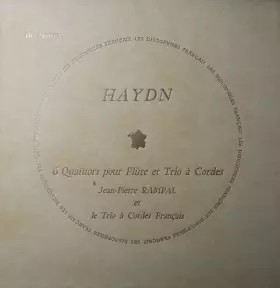 LES DISCOPHILES FRANÇAIS
HAYDN
6 Quatuors pour Flûte et Trio à Cordes
Jean-Pierre RAMPAL
et
le Trio à Cordes Français